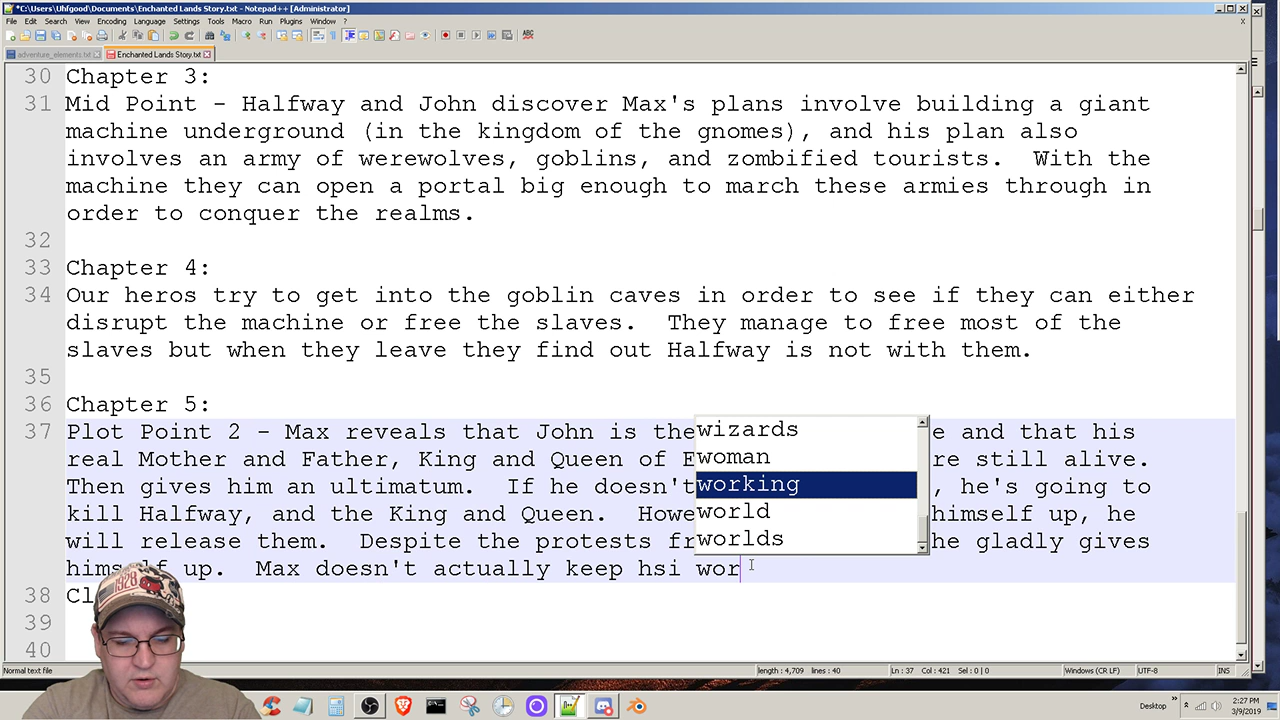 *C:\Users\Uhfgood\Documents\Enchanted Lands Story.txt - Notepad++ [Administrator]
File Edit Search View Encoding Language Settings Tools Macro Run Plugins Window ?
adventure_elements.txt Enchanted Lands Story.txt
30 Chapter 3:
31 Mid Point - Halfway and John discover Max's plans involve building a giant
machine underground (in the kingdom of the gnomes), and his plan also
involves an army of werewolves, goblins, and zombified tourists. With the
machine they can open a portal big enough to march these armies through in
order to conquer the realms.
32
33 Chapter 4:
34 Our heros try to get into the goblin caves in order to see if they can either
disrupt the machine or free the slaves. They manage to free most of the
slaves but when they leave they find out Halfway is not with them.
35
36 Chapter 5:
37 Plot Point 2 - Max reveals that John is the e and that his
real Mother and Father, King and Queen of E re still alive.
Then gives him an ultimatum. If he doesn't , he's going to
kill Halfway, and the King and Queen. Howe himself up, he
will release them. Despite the protests fr he gladly gives
himself up. Max doesn't actually keep hsi wor
wizards
woman
working
world
worlds
38 Cl
39
40
1928
Normal text file length : 4,709 lines : 40 Ln : 37 Col : 421 Sel : 0 | 0 Windows (CR LF) UTF-8 INS
Desktop 2:27 PM
3/9/2019